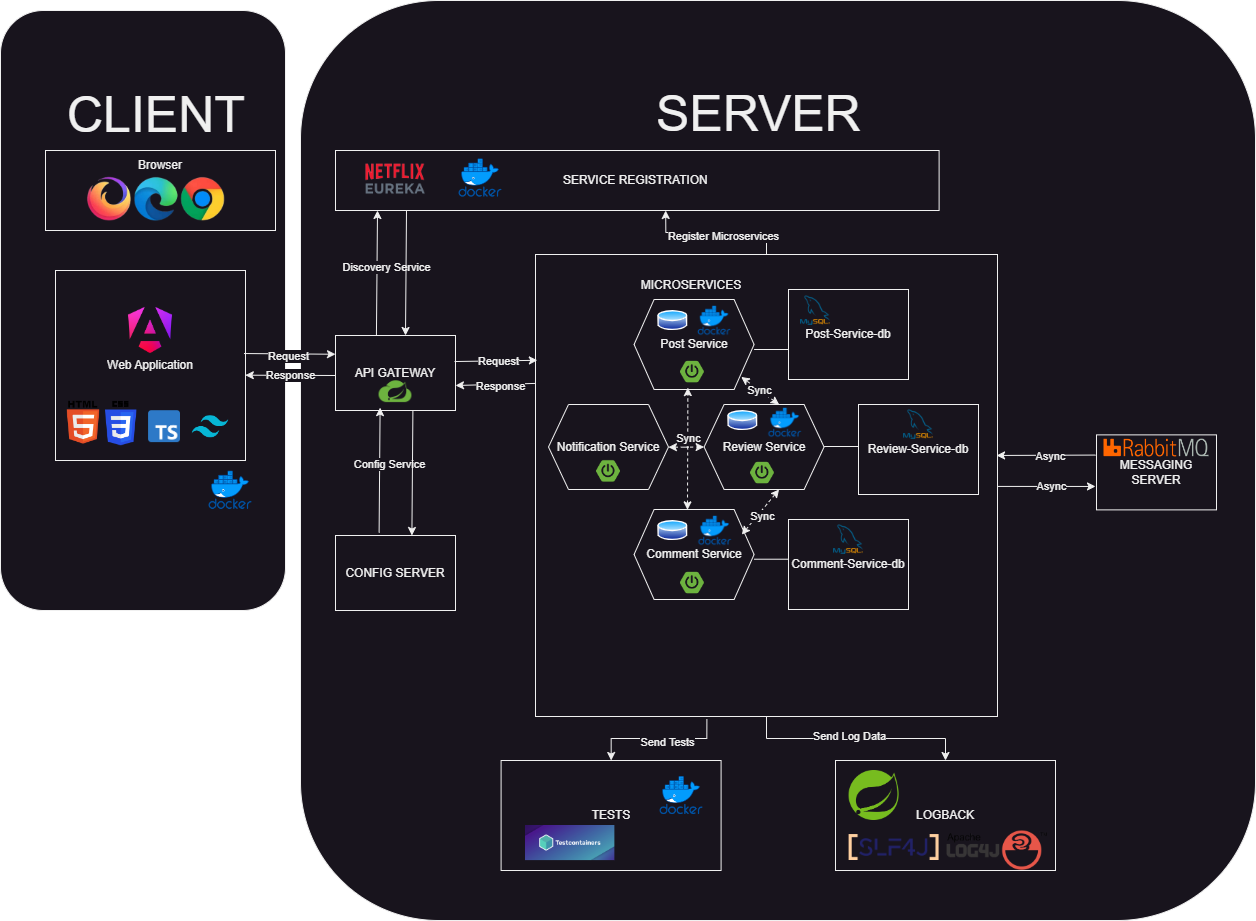 CLIENT
SERVER
Browser
NETFLIX
EUREKA
docker
SERVICE REGISTRATION
Register Microservices
Discovery Service
MICROSERVICES
docker
Post Service
MySQL
Post-Service-db
Web Application
Request
Response
API GATEWAY
Request
Response
Sync
HTML
5
CSS
3
TS
Notification Service
Sync
docker
Review Service
MySQL
Review-Service-db
RabbitMQ
MESSAGING
SERVER
Async
Async
Config Service
docker
Sync
docker
Comment Service
MySQL
Comment-Service-db
CONFIG SERVER
Send Tests
Send Log Data
docker
TESTS
Testcontainers
LOGBACK
[SLF4J]
Apache
LOG4J